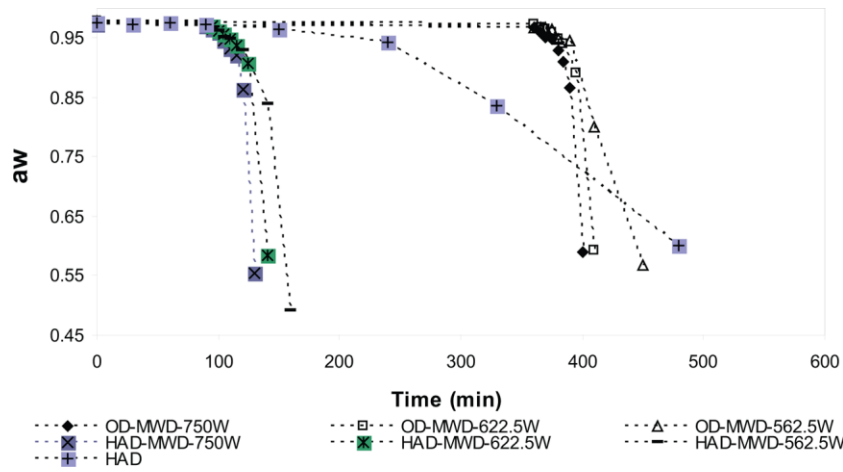 0.95
0.85
0.75
0.65
0.55
0.45
aw
0 100 200 300 400 500 600
Time (min)
OD-MWD-750W OD-MWD-622.5W OD-MWD-562.5W
HAD-MWD-750W HAD-MWD-622.5W HAD-MWD-562.5W
HAD